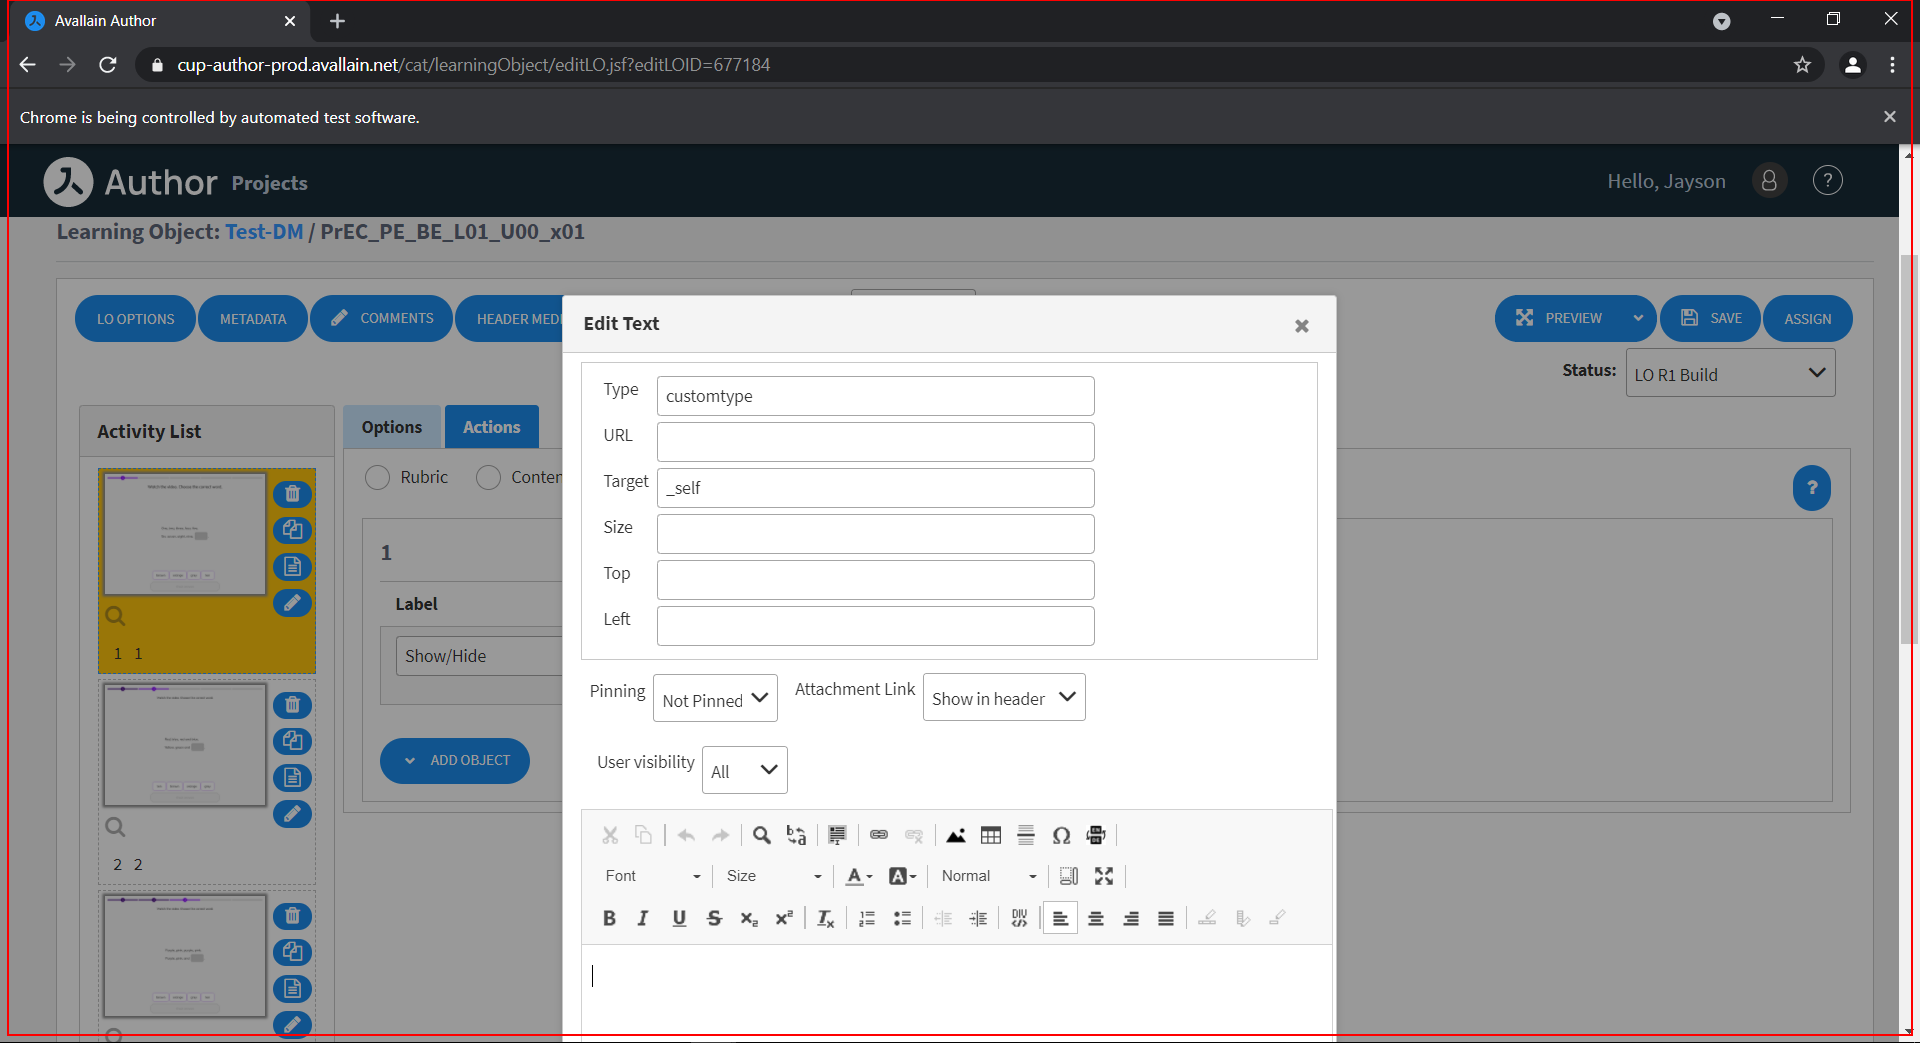 Avallain Author
cup-author-prod.avallain.net/cat/learningObject/editLO.jsf?editLOID=677184
Chrome is being controlled by automated test software.
Author Projects
Hello, Jayson
?
Learning Object: Test-DM / PrEC_PE_BE_L01_U00_x01
LO OPTIONS
METADATA
COMMENTS
HEADER MEDI
PREVIEW
SAVE
ASSIGN
Status:
LO R1 Build
Activity List
Options
Actions
Rubric
Conten
?
1
Label
Show/Hide
ADD OBJECT
1 1
2 2
Edit Text
Type
customtype
URL
Target
_self
Size
Top
Left
Pinning
Not Pinned
Attachment Link
Show in header
User visibility
All
Font
Size
Normal